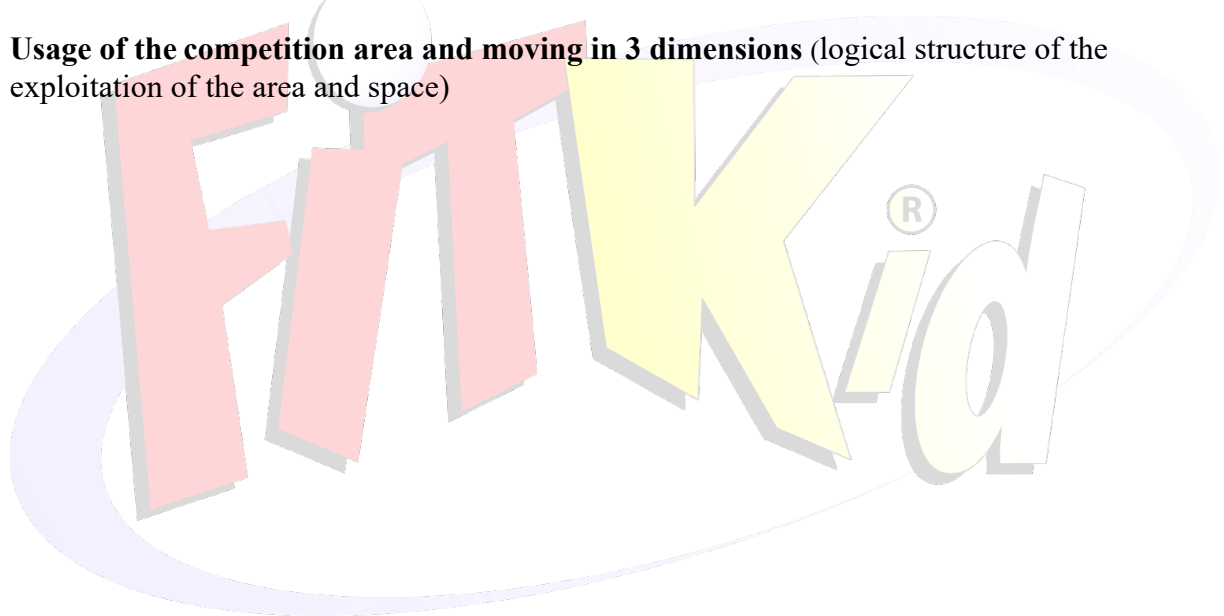 Usage of the competition area and moving in 3 dimensions (logical structure of the
exploitation of the area and space)
FiTKid®